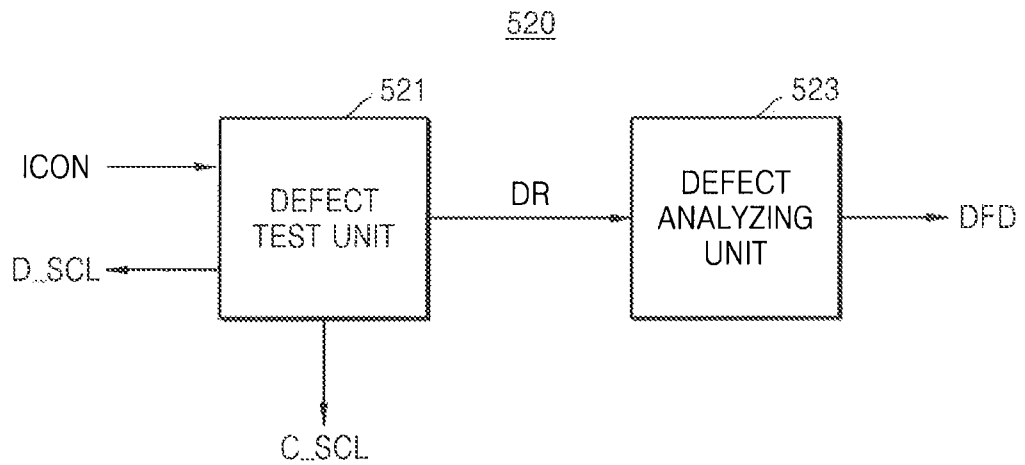 520
521
523
ICON
DEFECT
TEST UNIT
DR
DEFECT
ANALYZING
UNIT
DFD
D_SCL
C_SCL